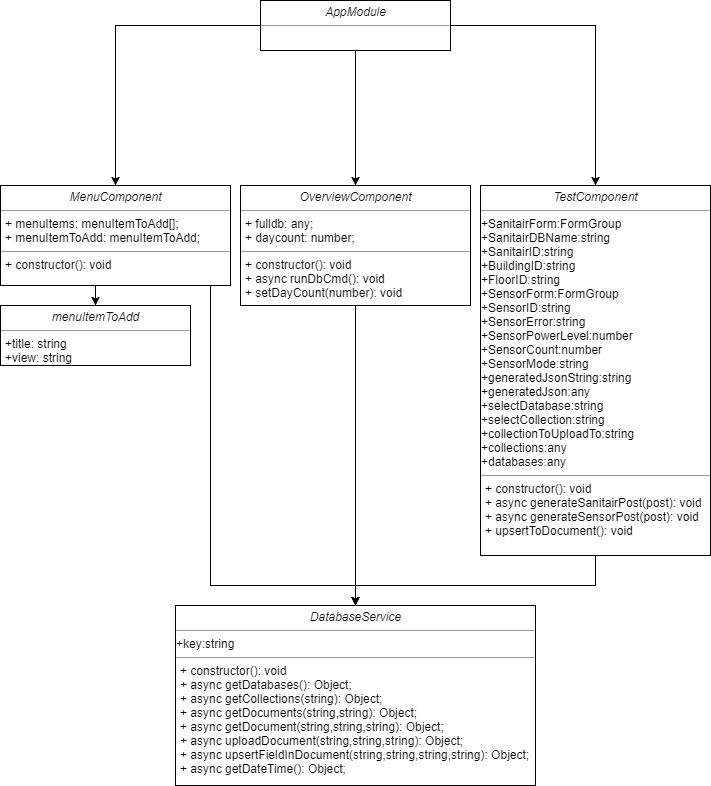 AppModule
MenuComponent
+ menuItems: menuItemToAdd[];
+ menuItemToAdd: menuItemToAdd;
+ constructor(): void
menuItemToAdd
+title: string
+view: string
OverviewComponent
+ fulldb: any;
+ daycount: number;
+ constructor(): void
+ async runDbCmd(): void
+ setDayCount(number): void
TestComponent
+SanitairForm:FormGroup
+SanitairDBName:string
+SanitairID:string
+BuildingID:string
+FloorID:string
+SensorForm:FormGroup
+SensorID:string
+SensorError:string
+SensorPowerLevel:number
+SensorCount:number
+SensorMode:string
+generatedJsonString:string
+generatedJson:any
+selectDatabase:string
+selectCollection:string
+collectionToUploadTo:string
+collections:any
+databases:any
+ constructor(): void
+ async generateSanitairPost(post): void
+ async generateSensorPost(post): void
+ upsertToDocument(): void
DatabaseService
+key:string
+ constructor(): void
+ async getDatabases(): Object;
+ async getCollections(string): Object;
+ async getDocuments(string,string): Object;
+ async getDocument(string,string,string): Object;
+ async uploadDocument(string,string,string): Object;
+ async upsertFieldInDocument(string,string,string,string): Object;
+ async getDateTime(): Object;